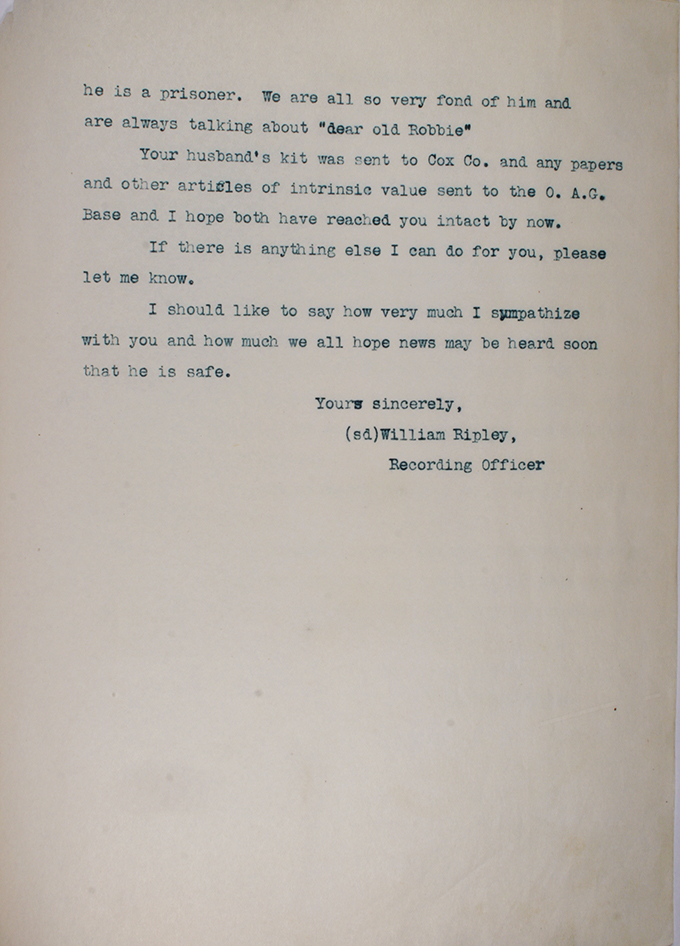 he is a prisoner. We are all so very fond of him and
are always talking about "dear old Robbie"
Your husband's kit was sent to Cox Co. and any papers
and other articles of intrinsic value sent to the O. A.G.
Base and I hope both have reached you intact by now.
If there is anything else I can do for you, please
let me know.
I should like to say how very much I sympathize
with you and how much we all hope news may be heard soon
that he is safe.
Yours sincerely,
(sd)William Ripley,
Recording Officer